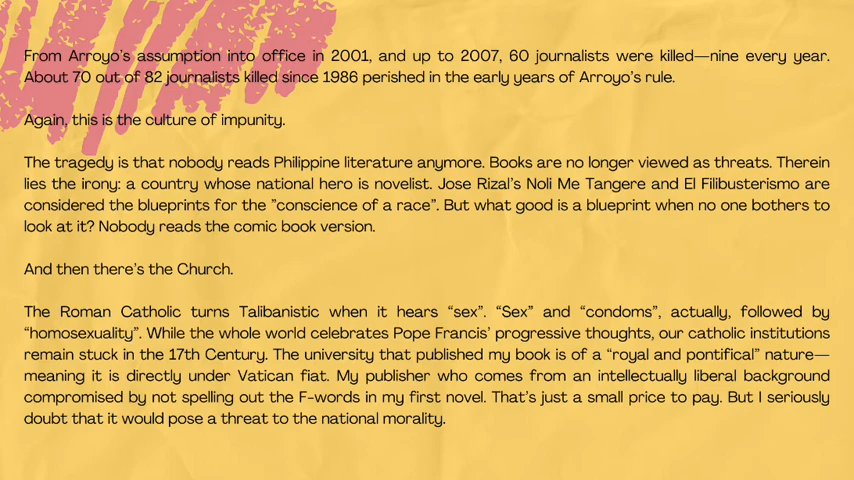 From Arroyo's assumption into office in 2001, and up to 2007, 60 journalists were killed—nine every year.
About 70 out of 82 journalists killed since 1986 perished in the early years of Arroyo's rule.
Again, this is the culture of impunity.
The tragedy is that nobody reads Philippine literature anymore. Books are no longer viewed as threats. Therein
lies the irony: a country whose national hero is novelist. Jose Rizal's Noli Me Tangere and El Filibusterismo are
considered the blueprints for the "conscience of a race". But what good is a blueprint when no one bothers to
look at it? Nobody reads the comic book version.
And then there's the Church.
The Roman Catholic turns Talibanistic when it hears "sex". "Sex" and "condoms", actually, followed by
"homosexuality". While the whole world celebrates Pope Francis' progressive thoughts, our catholic institutions
remain stuck in the 17th Century. The university that published my book is of a "royal and pontifical" nature—
meaning it is directly under Vatican fiat. My publisher who comes from an intellectually liberal background
compromised by not spelling out the F-words in my first novel. That's just a small price to pay. But I seriously
doubt that it would pose a threat to the national morality.